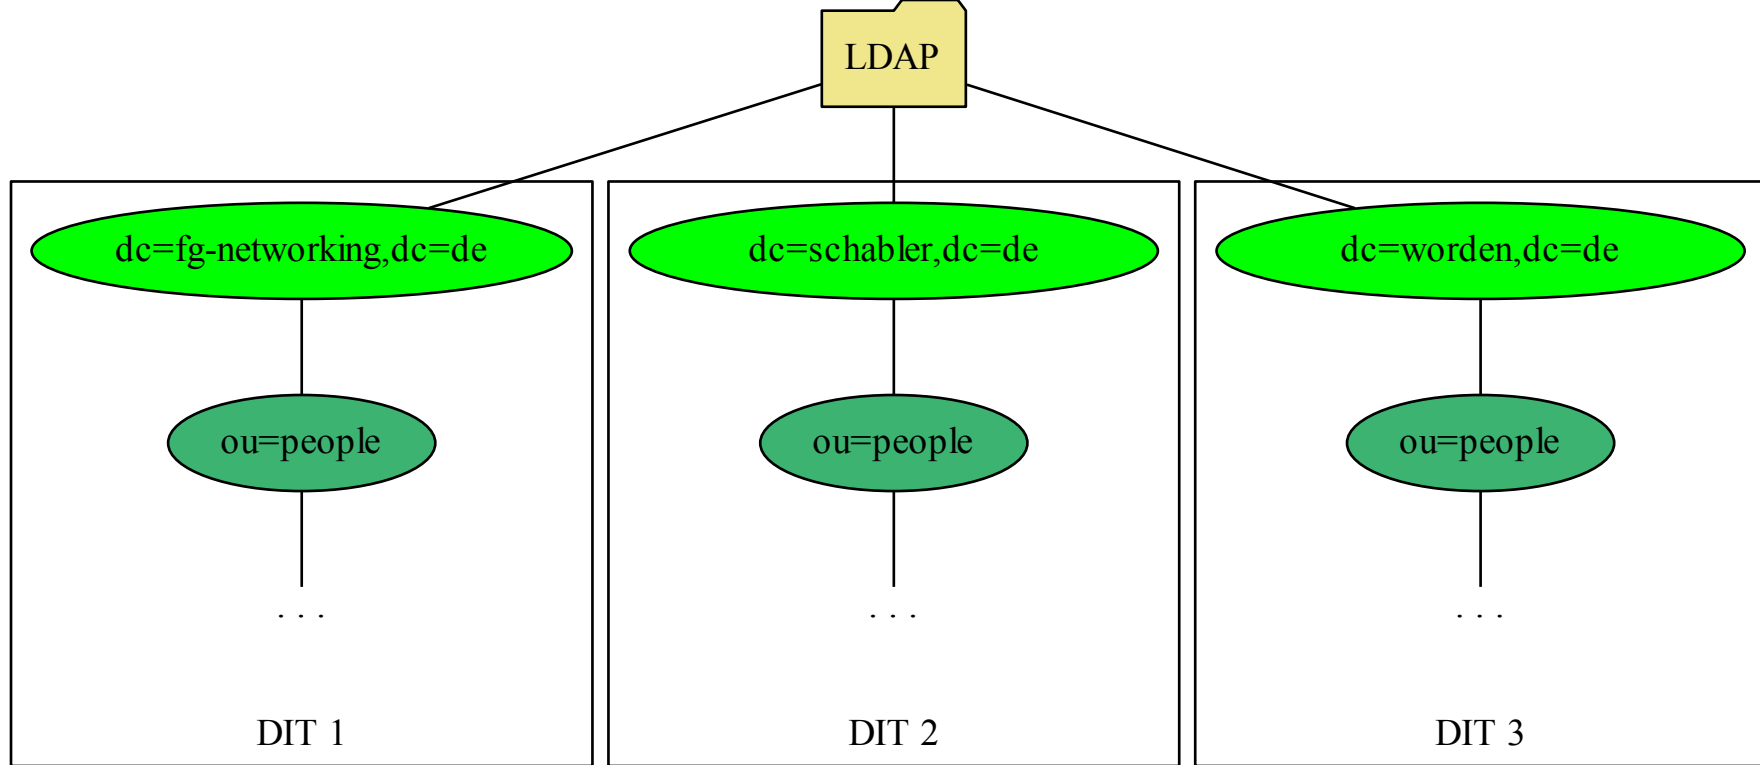 LDAP
dc=fg-networking,dc=de
dc=schabler,dc=de
dc=worden,dc=de
ou=people
ou=people
ou=people
. . .
. . .
. . .
DIT 1
DIT 2
DIT 3